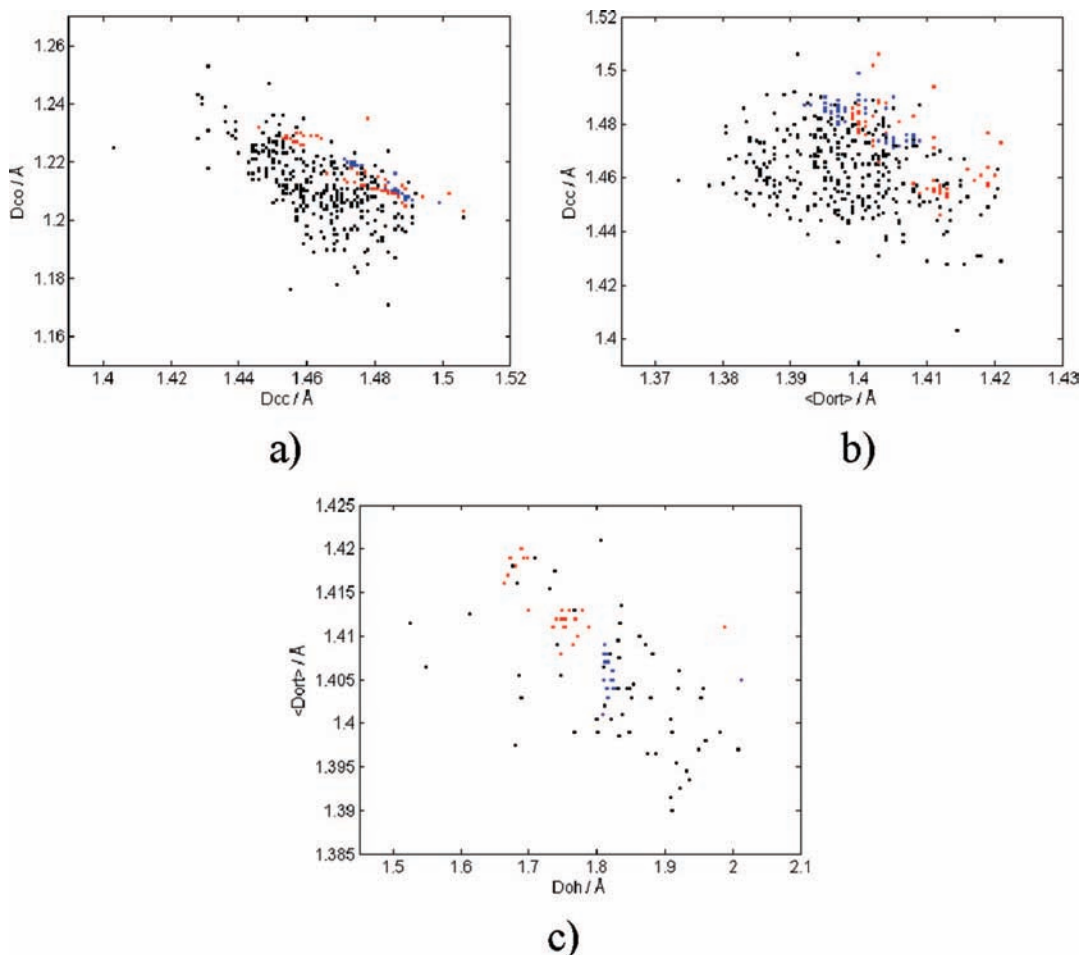 1.26
1.24
1.22
1.2
1.18
1.16
Dco / Å
1.4 1.42 1.44 1.46 1.48 1.5 1.52
Dcc / Å
a)
1.52
1.5
1.48
1.46
1.44
1.42
1.4
Dcc / Å
1.37 1.38 1.39 1.4 1.41 1.42 1.43
<Dort> / Å
b)
1.425
1.42
1.415
1.41
1.405
1.4
1.395
1.39
1.385
<Dort> / Å
1.5 1.6 1.7 1.8 1.9 2 2.1
Doh / Å
c)